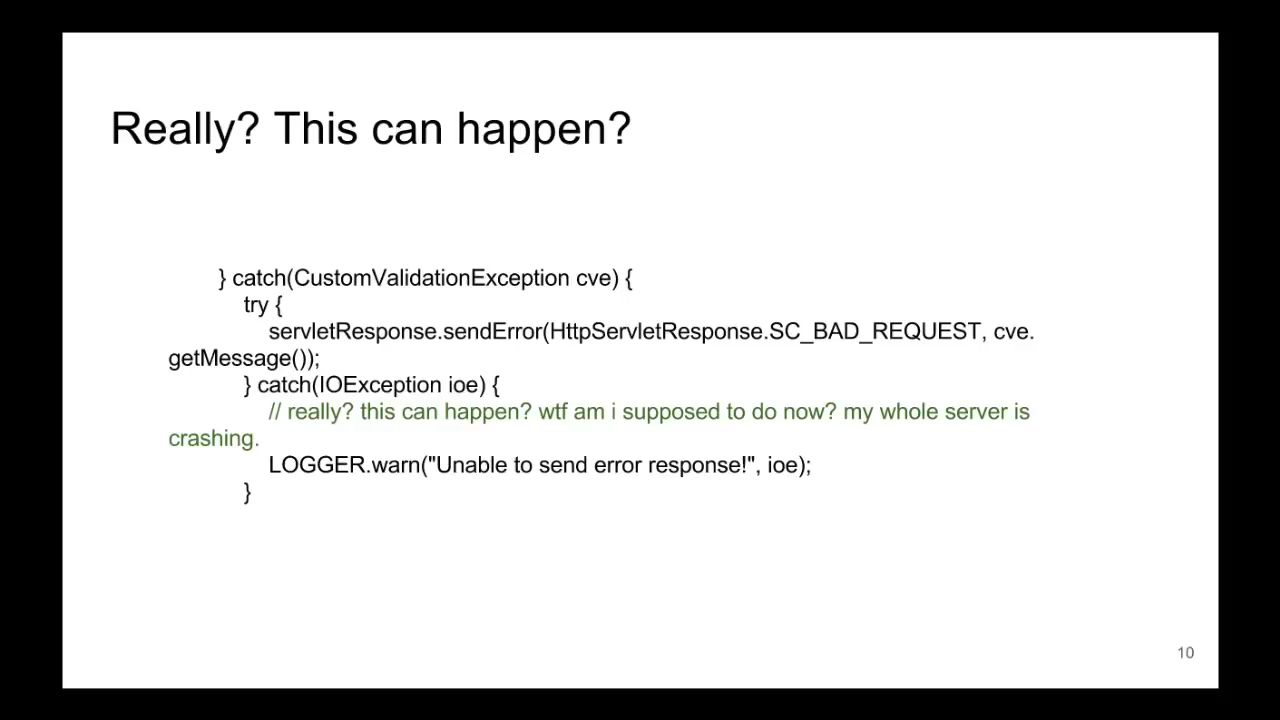 Really? This can happen?
} catch(CustomValidationException cve) {
try {
servletResponse.sendError(HttpServletResponse.SC_BAD_REQUEST, cve.
getMessage());
} catch(IOException ioe) {
// really? this can happen? wtf am i supposed to do now? my whole server is
crashing.
LOGGER.warn("Unable to send error response!", ioe);
}
10